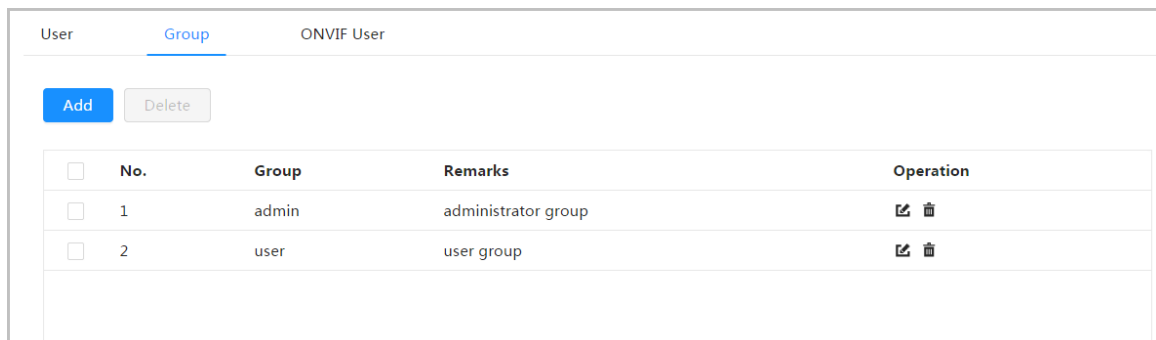 User Group ONVIF User
Add Delete
No. Group Remarks Operation
1 admin administrator group
2 user user group